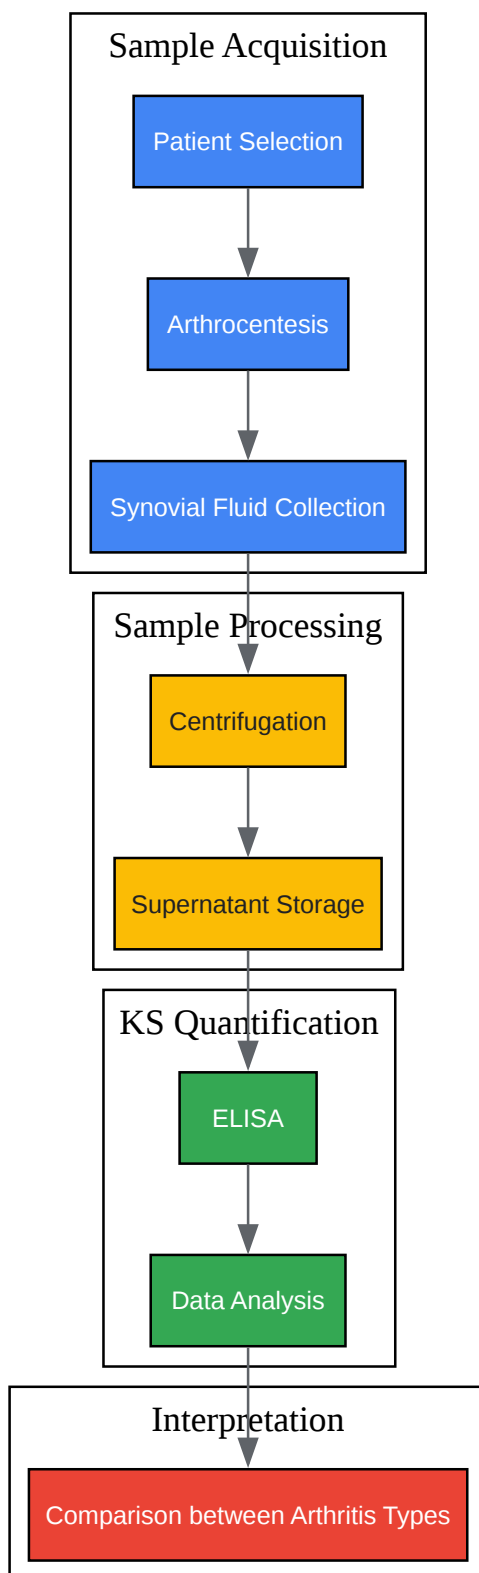 Sample Acquisition
Patient Selection
Arthrocentesis
Synovial Fluid Collection
Sample Processing
Centrifugation
Supernatant Storage
KS Quantification
ELISA
Data Analysis
Interpretation
Comparison between Arthritis Types